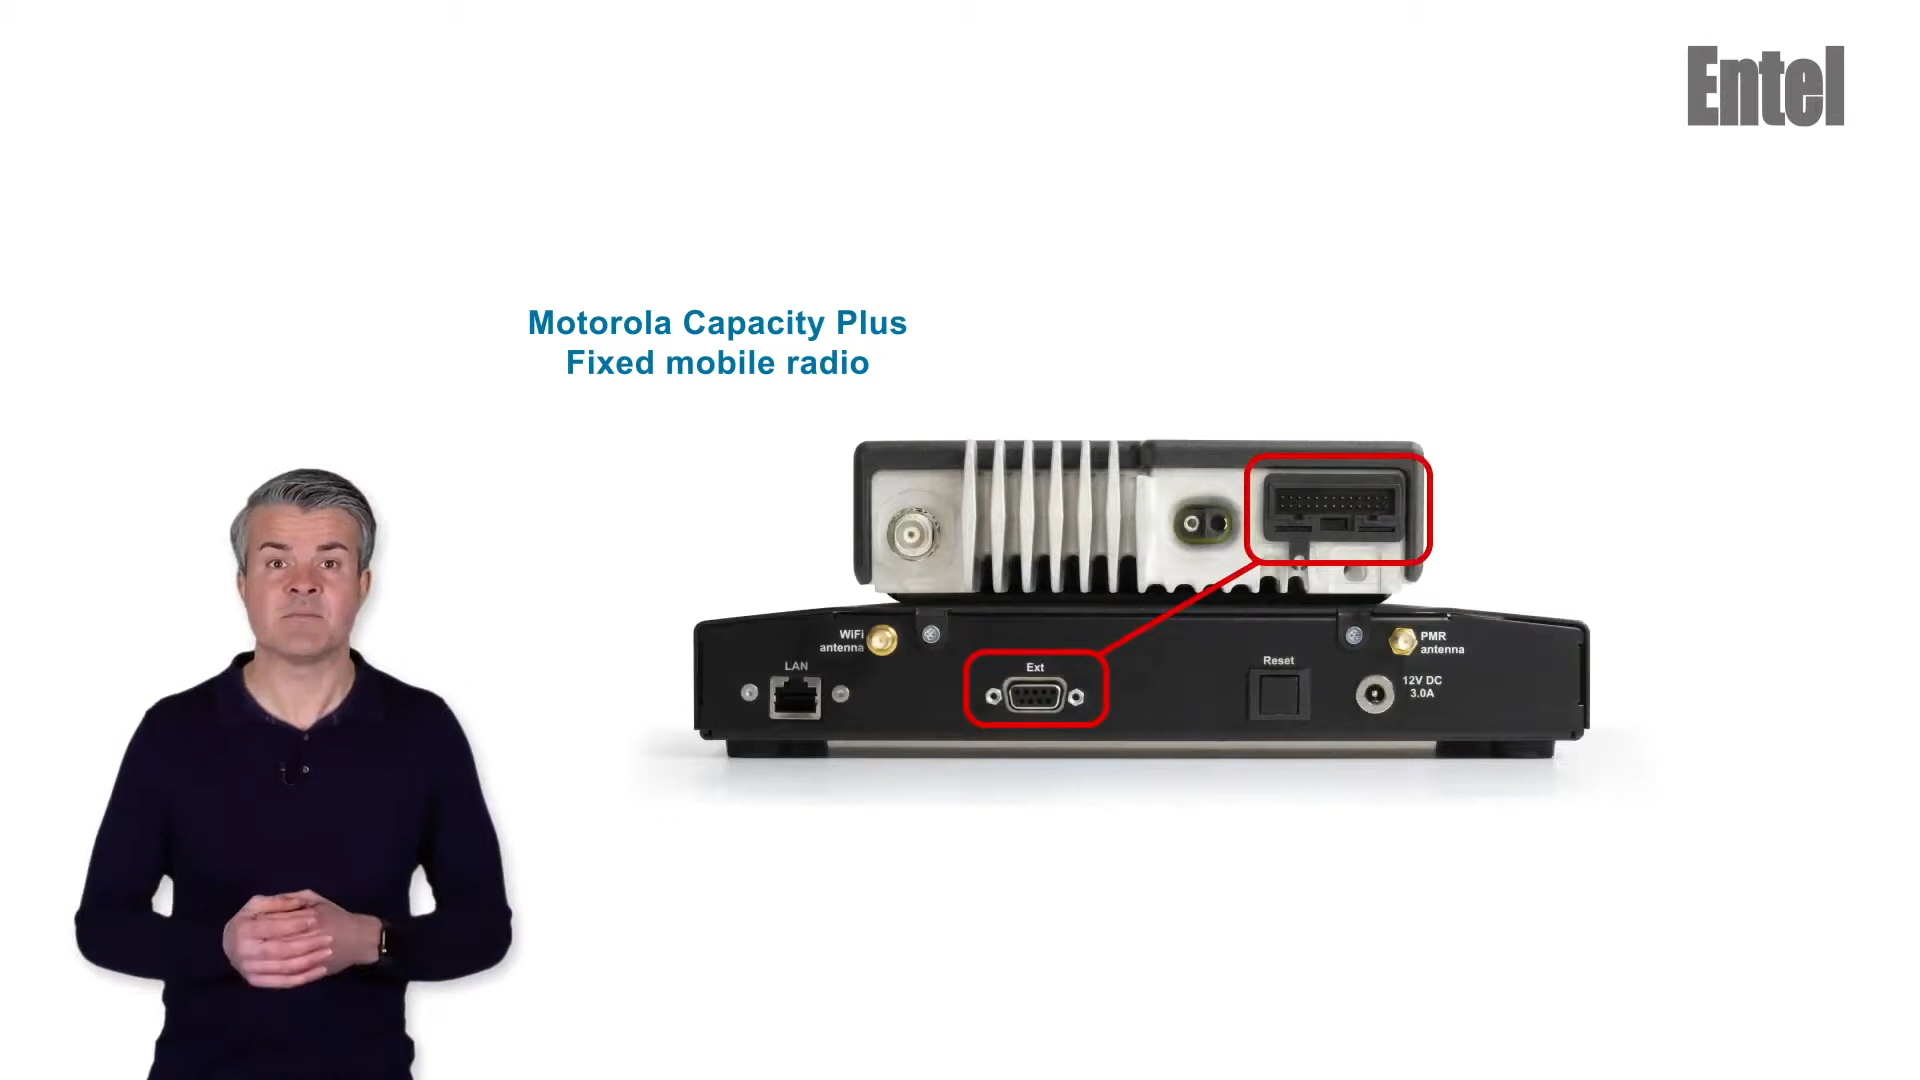 Entel
Motorola Capacity Plus
Fixed mobile radio
WiFi
antenna
PMR
antenna
LAN
Ext
Reset
12V DC
3.0A